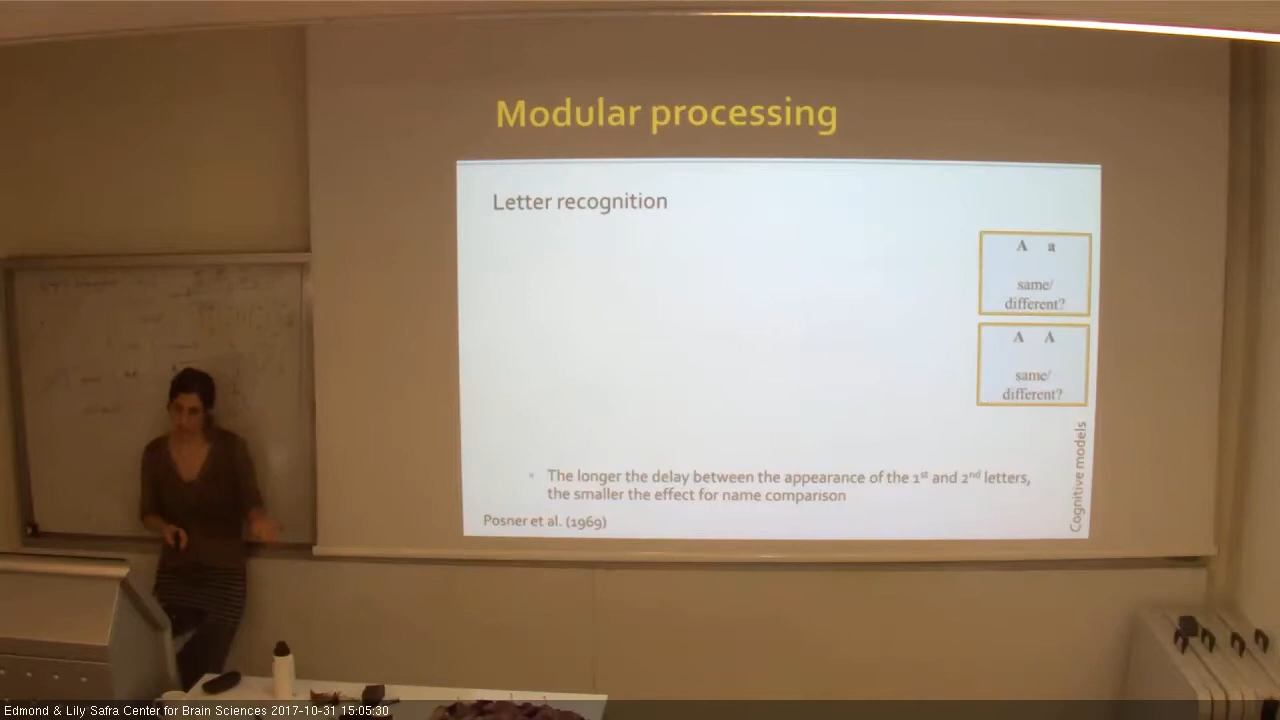 Modular processing
Letter recognition
A a
same/
different?
A A
same/
different?
Cognitive models
The longer the delay between the appearance of the 1st and 2nd letters,
the smaller the effect for name comparison
Posner et al. (1969)
Edmond & Lily Safra Center for Brain Sciences 2017-10-31 15:05:30